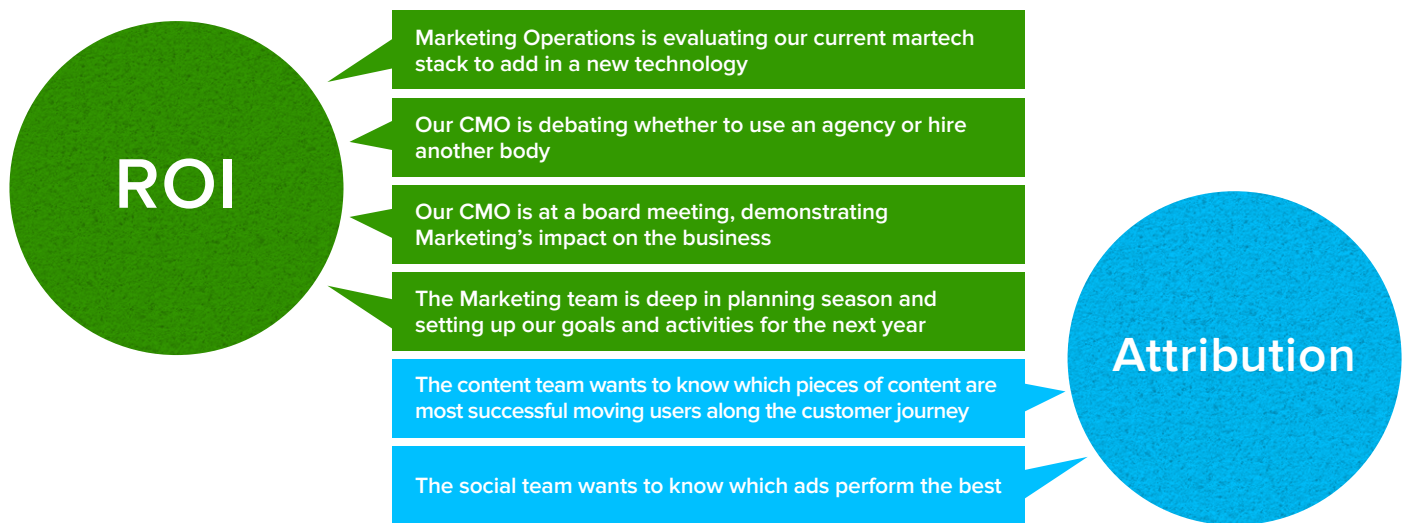 ROI
Marketing Operations is evaluating our current martech
stack to add in a new technology
Our CMO is debating whether to use an agency or hire
another body
Our CMO is at a board meeting, demonstrating
Marketing’s impact on the business
The Marketing team is deep in planning season and
setting up our goals and activities for the next year
The content team wants to know which pieces of content are
most successful moving users along the customer journey
The social team wants to know which ads perform the best
Attribution